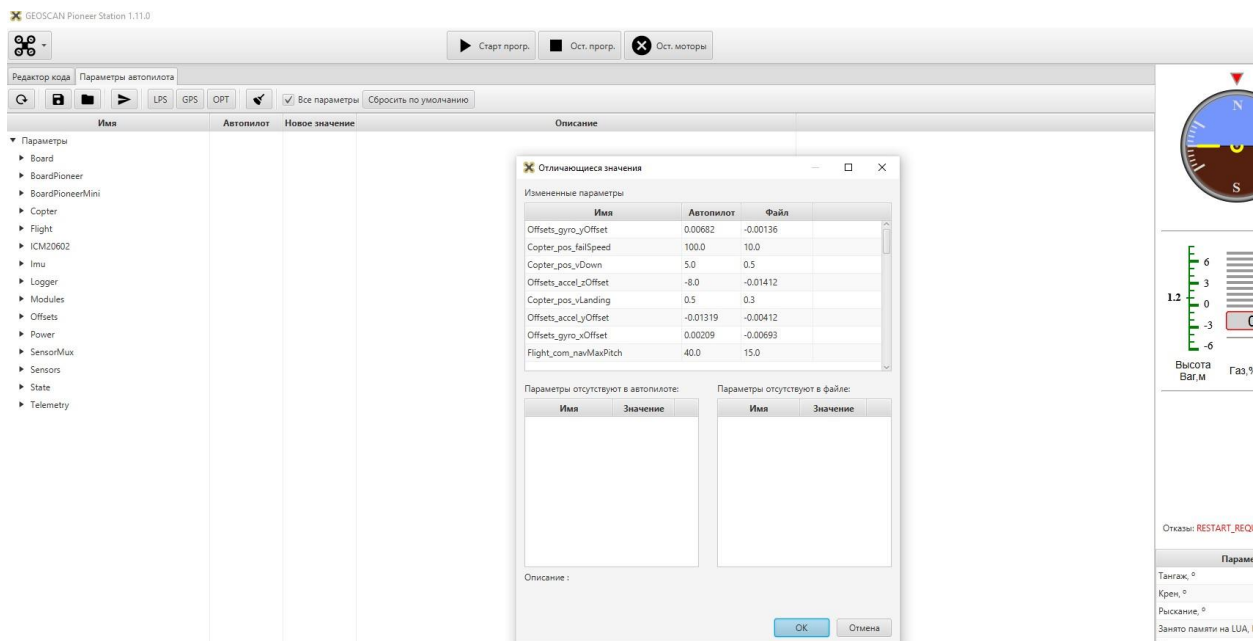 GEOSCAN Pioneer Station 1.11.0
Старт прогр. Ост. прогр. Ост. моторы
Редактор кода Параметры автопилота
LPS GPS OPT Все параметры Сбросить по умолчанию
Имя Автопилот Новое значение Описание
Параметры
Board
BoardPioneer
BoardPioneerMini
Copter
Flight
ICM20602
Imu
Logger
Modules
Offsets
Power
SensorMux
Sensors
State
Telemetry
Отличающиеся значения
Измененные параметры
Имя Автопилот Файл
Offsets_gyro_yOffset 0.00682 -0.00136
Copter_pos_failSpeed 100.0 10.0
Copter_pos_vDown 5.0 0.5
Offsets_accel_zOffset -8.0 -0.01412
Copter_pos_vLanding 0.5 0.3
Offsets_accel_yOffset -0.01319 -0.00412
Offsets_gyro_xOffset 0.00209 -0.00693
Flight_com_navMaxPitch 40.0 15.0
Параметры отсутствуют в автопилоте: Параметры отсутствуют в файле:
Имя Значение Имя Значение
Описание :
OK Отмена
N
S
6
3
1.2 0
-3 0
-6
Высота
Bar,м
Газ,%
Отказы: RESTART_REQU
Параме
Тангаж, º
Крен, º
Рыскание, º
Занято памяти на LUA,